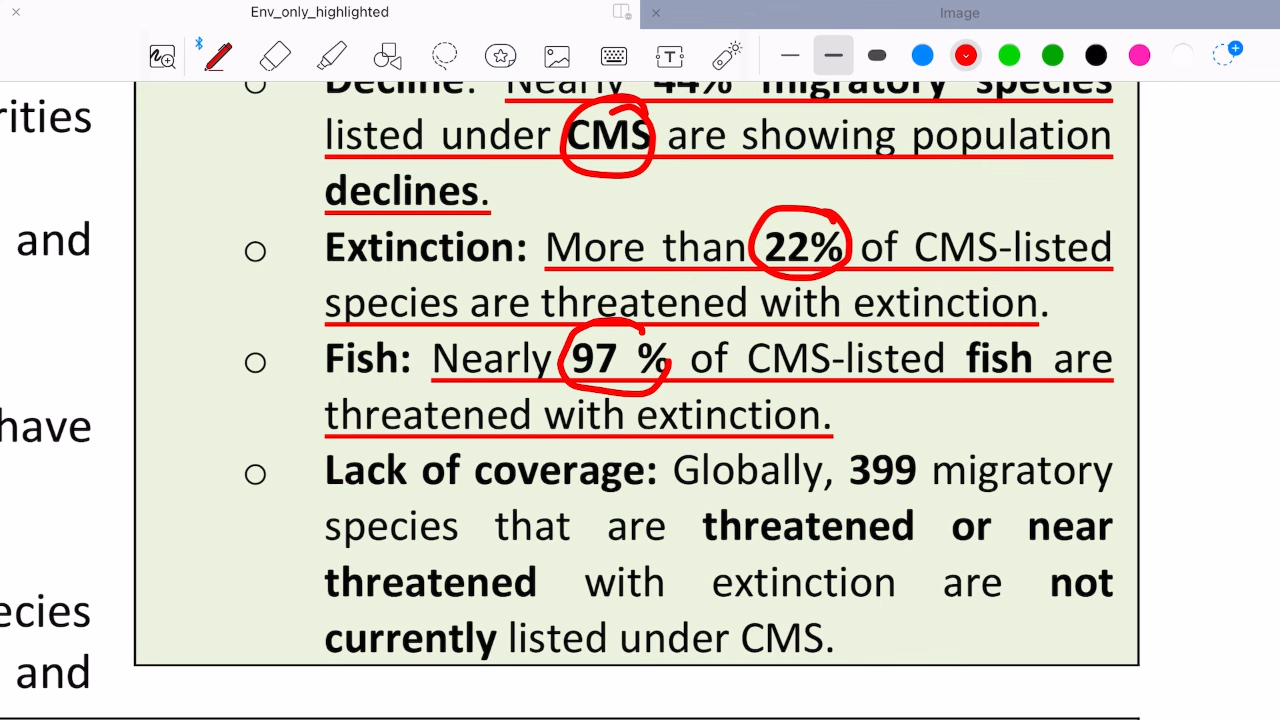 Env_only_highlighted
Image
rities
and
have
ecies
and
Decline: Nearly 44% migratory species
listed under CMS are showing population
declines.
○ Extinction: More than 22% of CMS-listed
species are threatened with extinction.
○ Fish: Nearly 97 % of CMS-listed fish are
threatened with extinction.
○ Lack of coverage: Globally, 399 migratory
species that are threatened or near
threatened with extinction are not
currently listed under CMS.